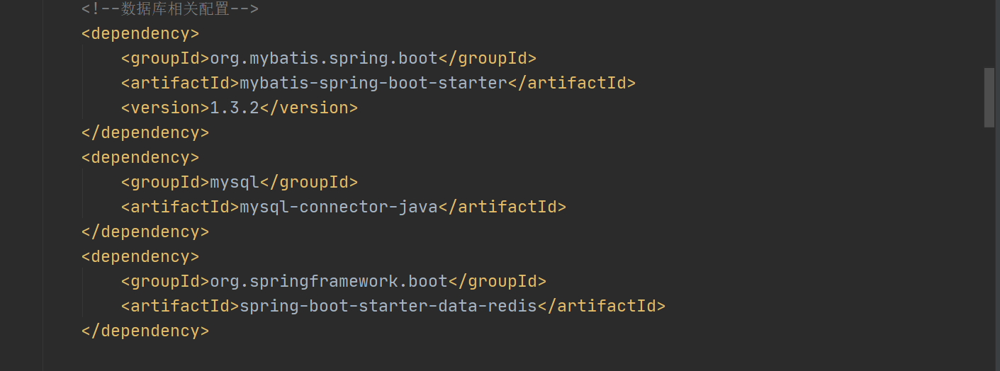 <!--数据库相关配置-->
<dependency>
    <groupId>org.mybatis.spring.boot</groupId>
    <artifactId>mybatis-spring-boot-starter</artifactId>
    <version>1.3.2</version>
</dependency>
<dependency>
    <groupId>mysql</groupId>
    <artifactId>mysql-connector-java</artifactId>
</dependency>
<dependency>
    <groupId>org.springframework.boot</groupId>
    <artifactId>spring-boot-starter-data-redis</artifactId>
</dependency>